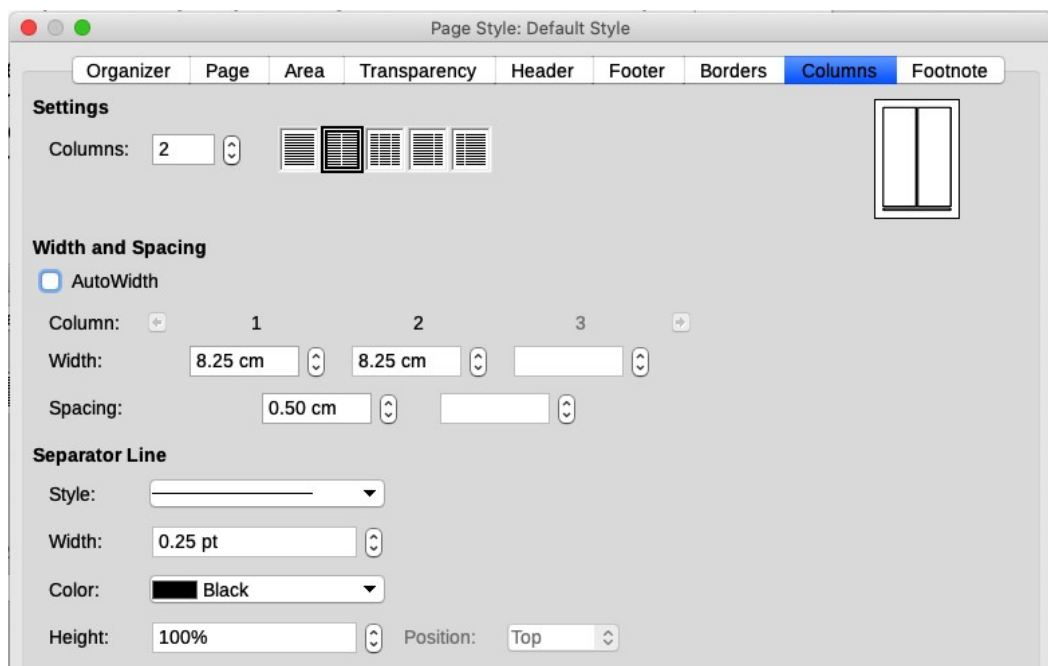 Page Style: Default Style
Organizer Page Area Transparency Header Footer Borders Columns Footnote
Settings
Columns: 2
Width and Spacing
AutoWidth
Column: 1 2 3
Width: 8.25 cm 8.25 cm
Spacing: 0.50 cm
Separator Line
Style:
Width: 0.25 pt
Color: Black
Height: 100% Position: Top